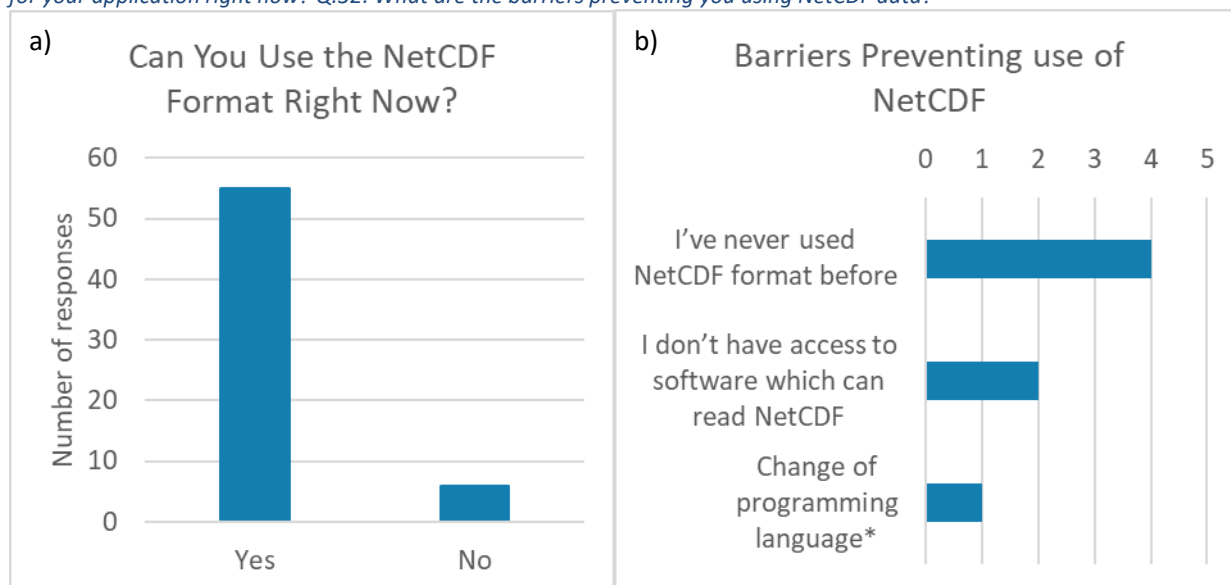 for your application right now? Q.32: What are the barriers preventing you using NetCDF data?
a)
Can You Use the NetCDF
Format Right Now?
Number of responses
60
50
40
30
20
10
0
Yes
No
b)
Barriers Preventing use of
NetCDF
0 1 2 3 4 5
I've never used
NetCDF format before
I don't have access to
software which can
read NetCDF
Change of
programming
language*